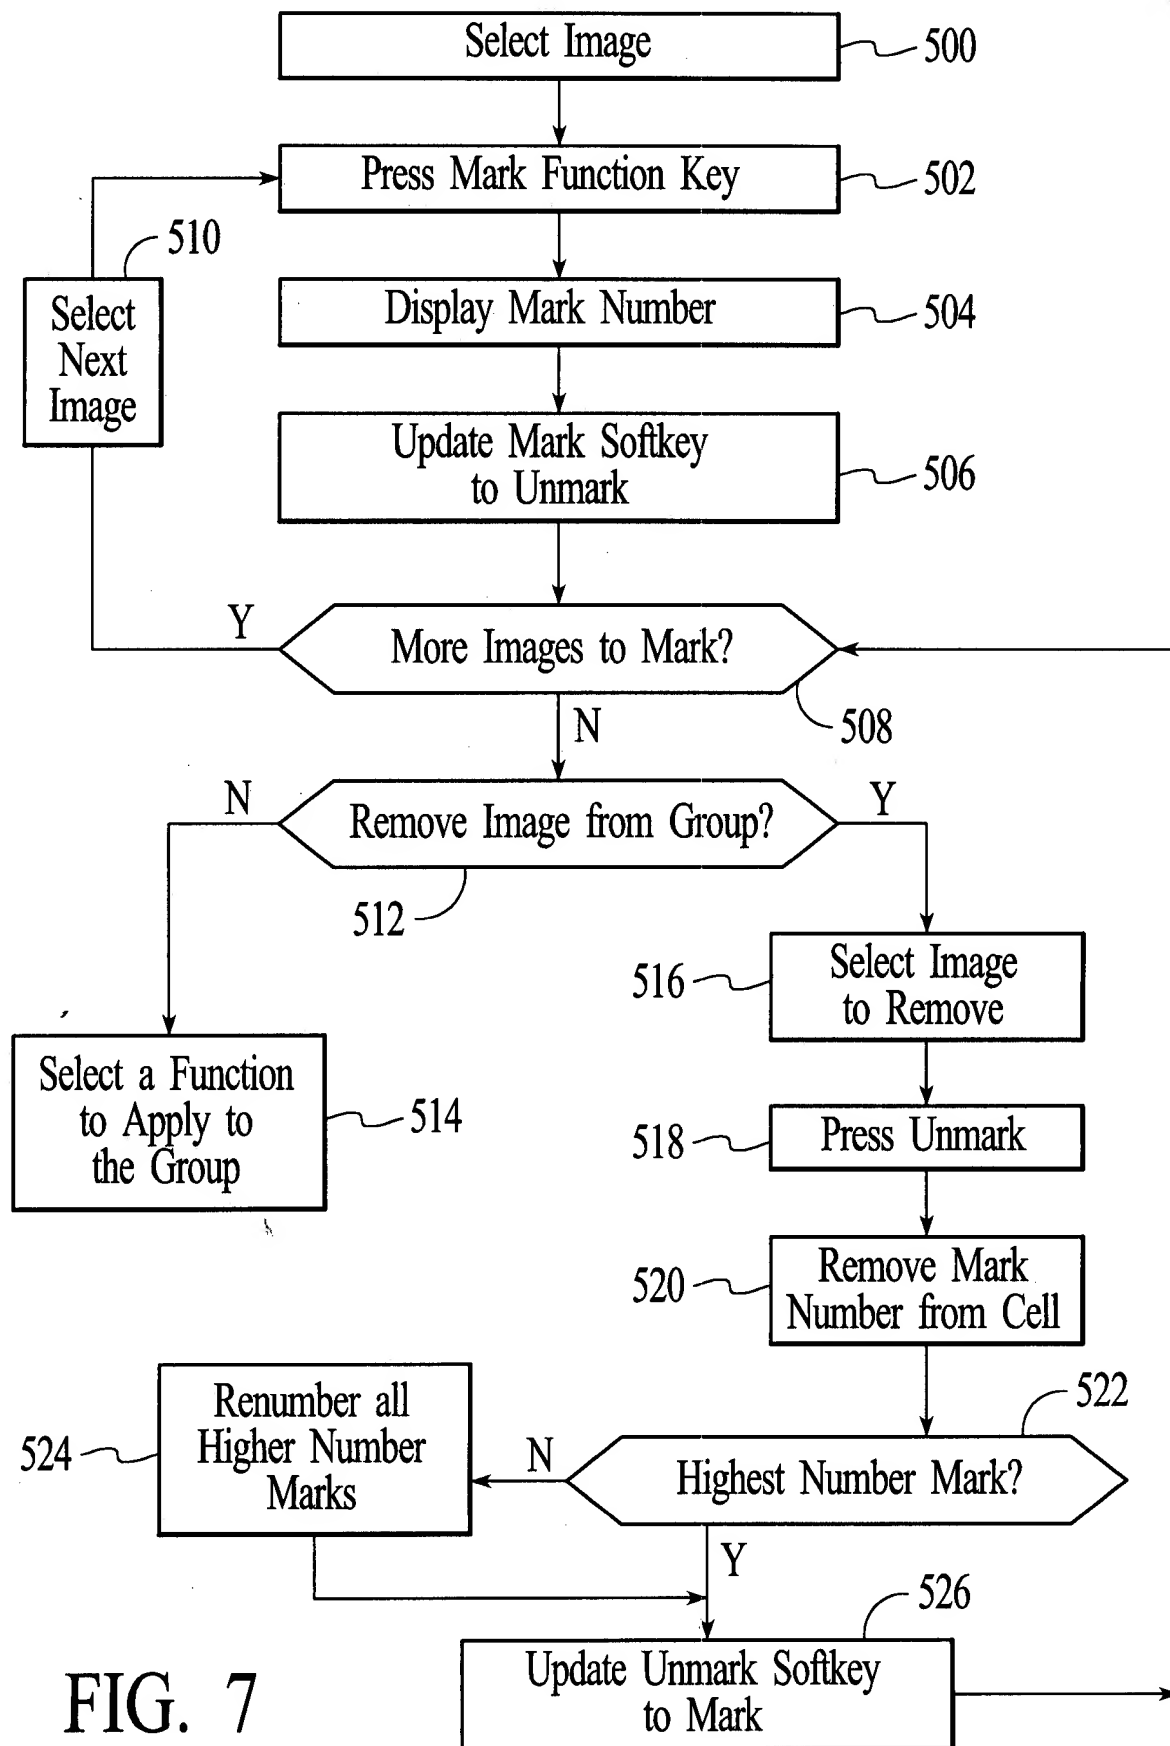 Select Image
500
Press Mark Function Key
502
510
Select
Next
Image
Display Mark Number
504
Update Mark Softkey
to Unmark
506
Y
More Images to Mark?
508
N
N
Remove Image from Group?
Y
512
516
Select Image
to Remove
Select a Function
to Apply to
the Group
514
518
Press Unmark
520
Remove Mark
Number from Cell
522
524
Renumber all
Higher Number
Marks
N
Highest Number Mark?
Y
526
Update Unmark Softkey
to Mark
FIG. 7